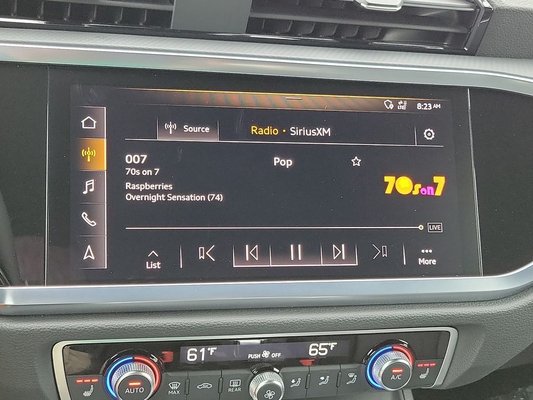 8:23 AM
Source
Radio • SiriusXM
007
Pop
70s on 7
70s on 7
Raspberries
Overnight Sensation (74)
LIVE
List
More
61°F
PUSH OFF
65°F
AUTO
MAX
REAR
A/C